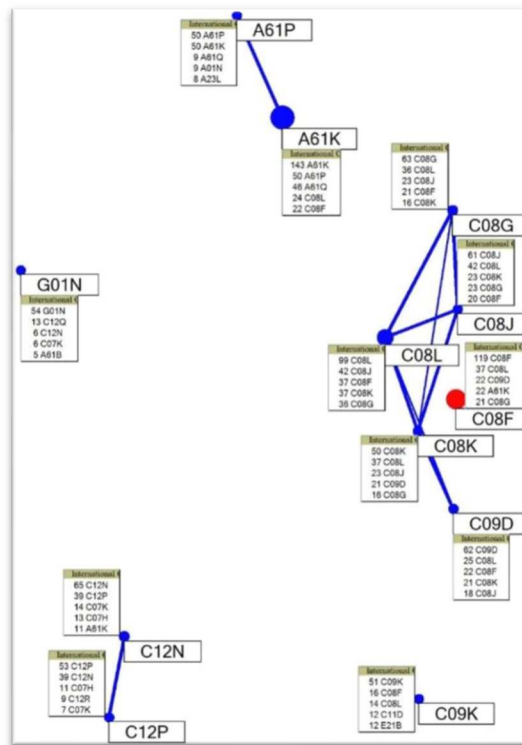 International C
50 A61P
50 A61K
9 A61Q
9 A01N
8 A23L
A61P
A61K
International C
143 A61K
50 A61P
46 A61Q
24 C08L
22 C08F
International C
63 C08G
36 C08L
23 C08J
21 C08F
16 C08K
C08G
International C
61 C08J
42 C08L
23 C08K
23 C08G
20 C08F
C08J
G01N
International C
54 G01N
13 C12Q
6 C12N
6 C07K
5 A61B
C08L
International C
99 C08L
42 C08J
37 C08F
37 C08K
36 C08G
International C
119 C08F
37 C08L
22 C09D
22 A61K
21 C08G
C08F
C08K
International C
50 C08K
37 C08L
23 C08J
21 C09D
16 C08G
C09D
International C
62 C09D
25 C08L
22 C08F
21 C08K
18 C08J
International C
65 C12N
39 C12P
14 C07K
13 C07H
11 A61K
C12N
International C
53 C12P
39 C12N
11 C07H
9 C12R
7 C07K
C12P
International C
51 C09K
16 C08F
14 C08L
12 C11D
12 E21B
C09K